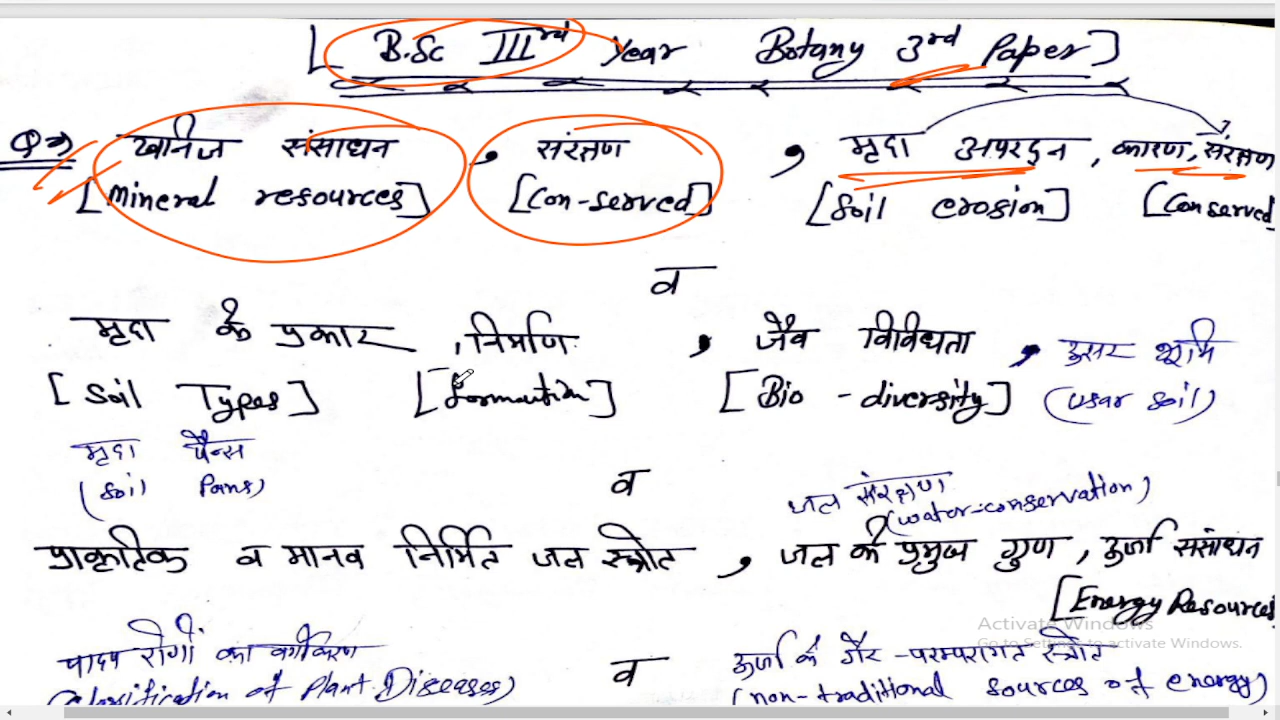 [ B.Sc IIIrd Year Botany 3rd Paper ]
Q⇒ खनिज संसाधन , संरक्षण , मृदा अपरदन , कारण , संरक्षण
[ Mineral resources ] [ Con-served ] [ Soil erosion ] [ Conserved
व
मृदा के प्रकार , निर्माण , जैव विविधता , ऊसर भूमि
[ Soil Types ] [ Formation ] [ Bio-diversity ] ( Usar Soil )
मृदा पैन्स
( Soil Pans )
व
जल संरक्षण
( water-conservation )
प्राकृतिक व मानव निर्मित जल स्त्रोत , जल के प्रमुख गुण , ऊर्जा संसाधन
[ Energy Resources
Activate Windows
Go to Settings to activate Windows.
पादप रोगों का वर्गीकरण व ऊर्जा के गैर-परम्परागत स्त्रोत
Classification of Plant Diseases) (non-traditional sources of energy)